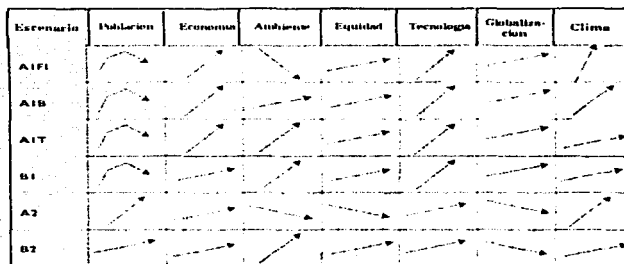 Escenario Poblacion Economia Ambiente Equidad Tecnologia Globaliza-
cion Clima
A1FI
A1B
A1T
B1
A2
B2